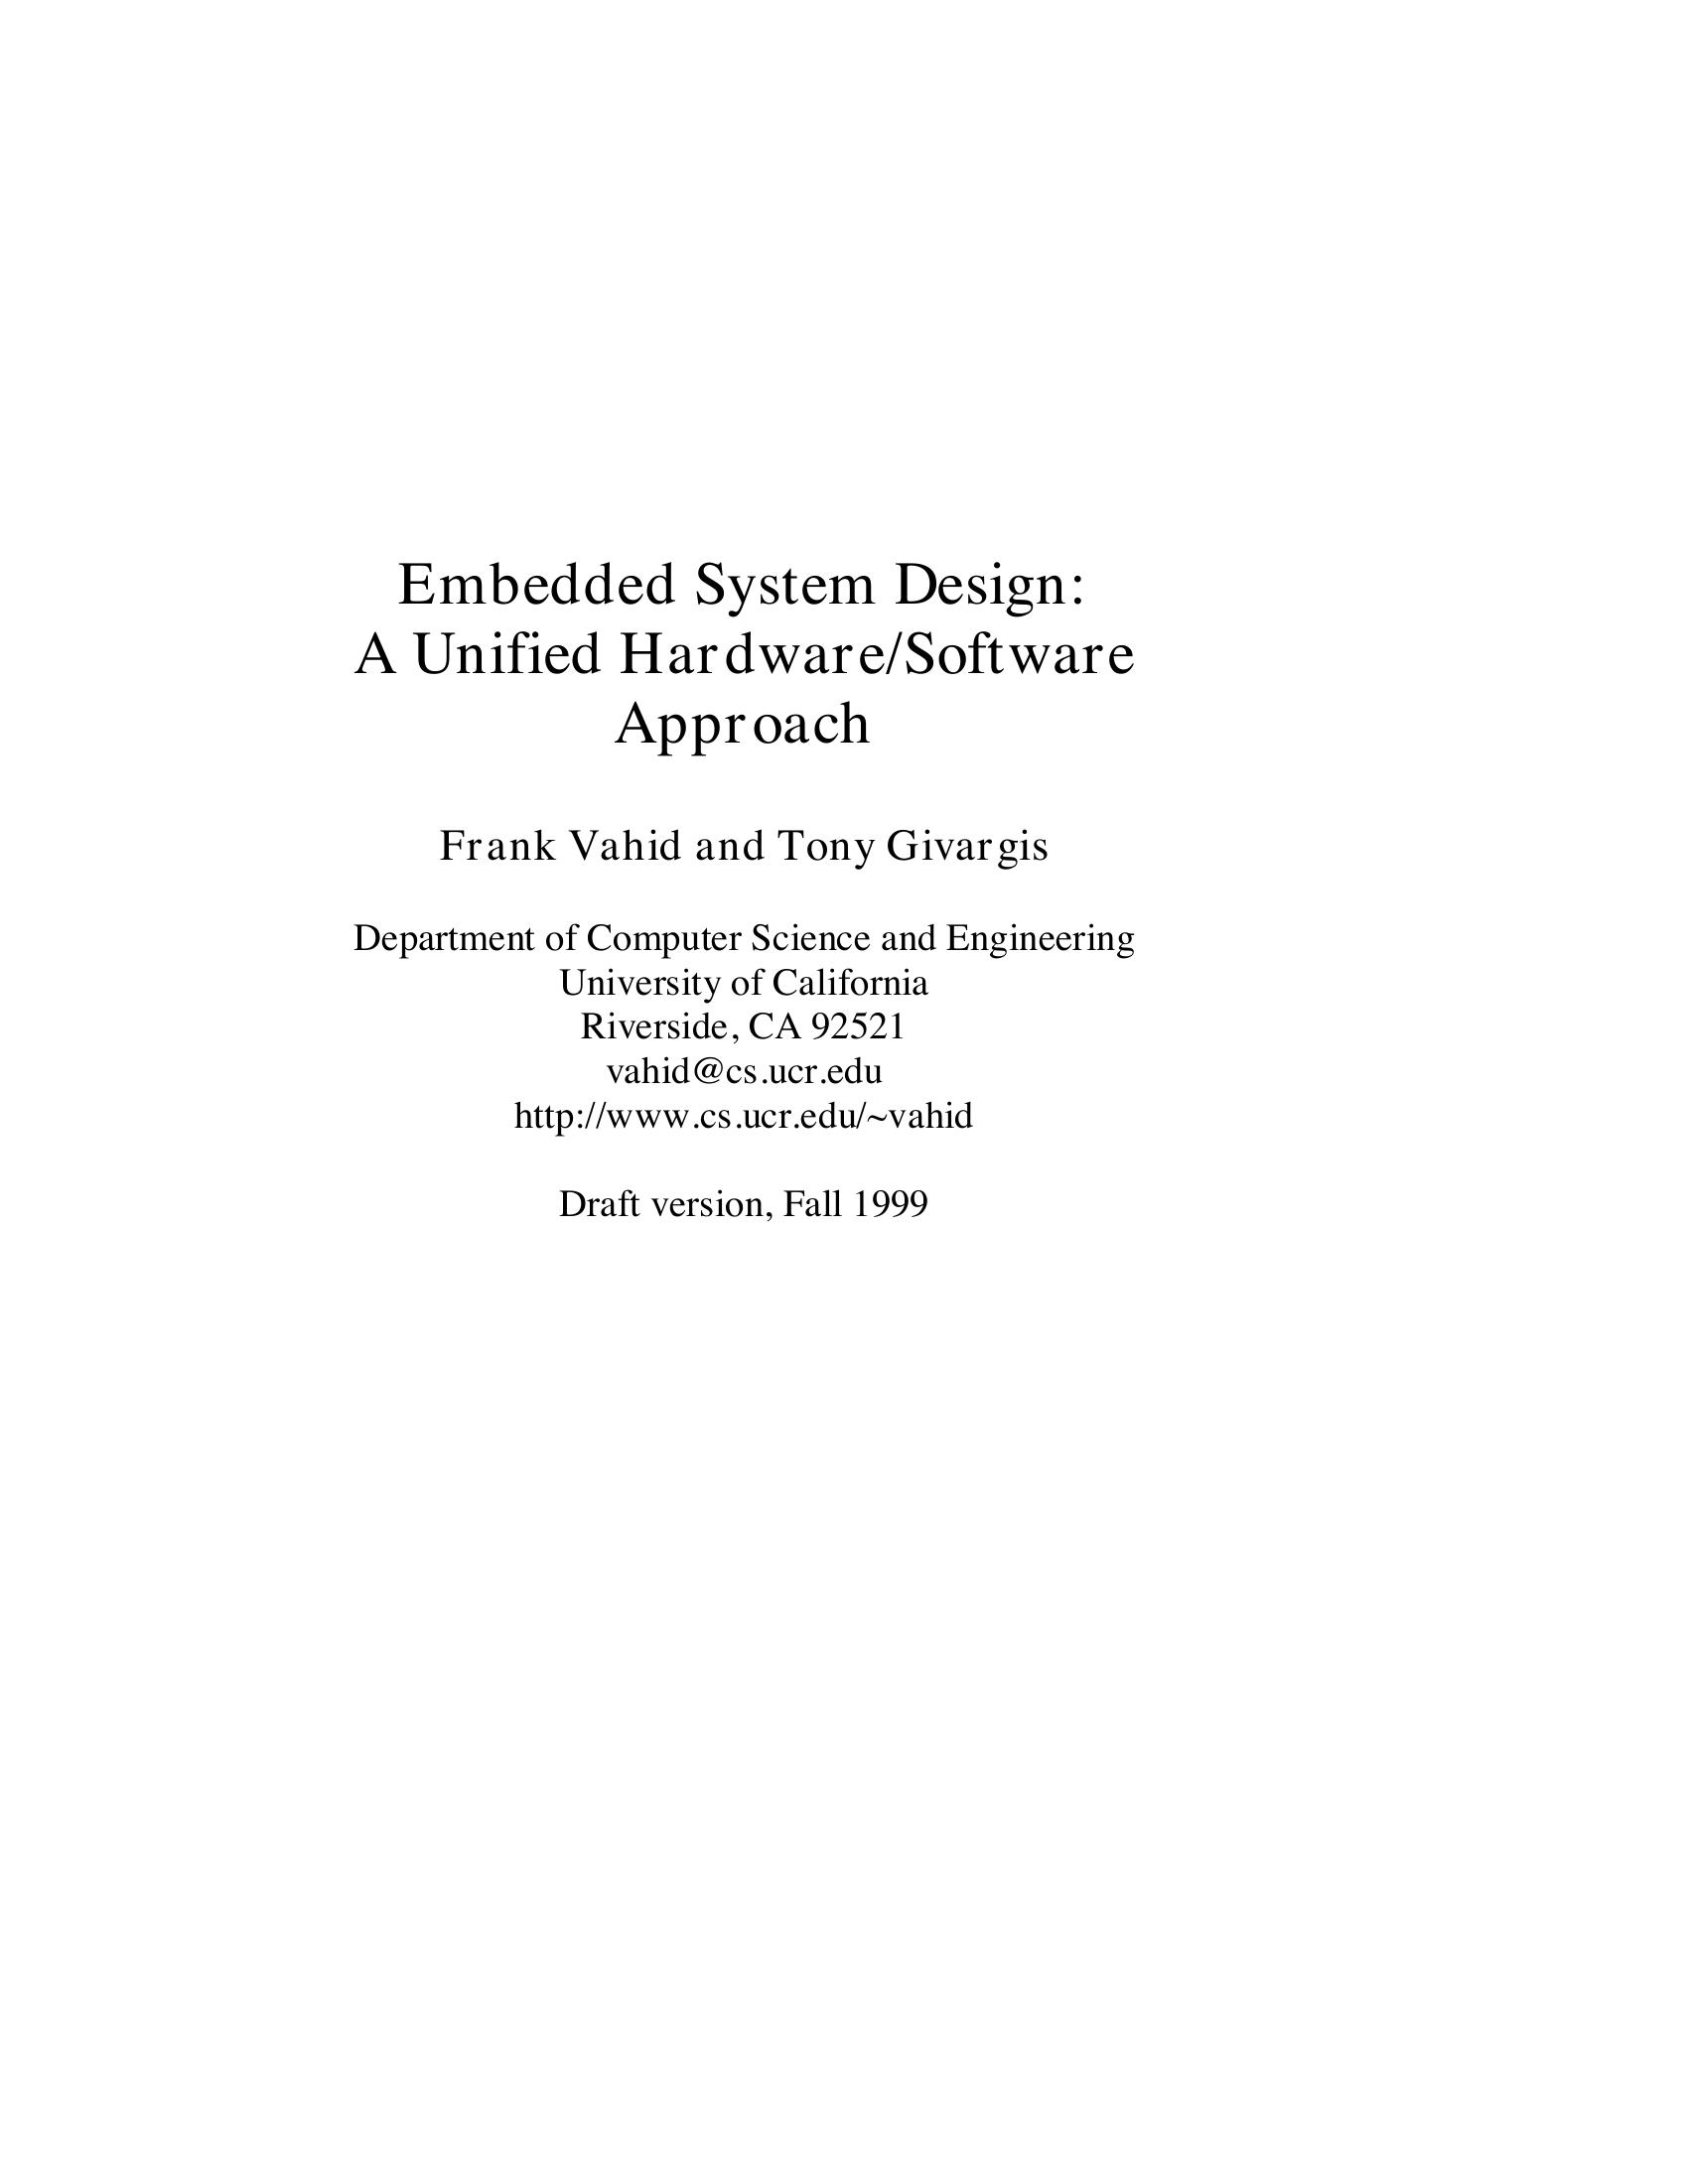 Embedded System Design:
A Unified Hardware/Software
Approach
Frank Vahid and Tony Givargis
Department of Computer Science and Engineering
University of California
Riverside, CA 92521
vahid@cs.ucr.edu
http://www.cs.ucr.edu/~vahid
Draft version, Fall 1999